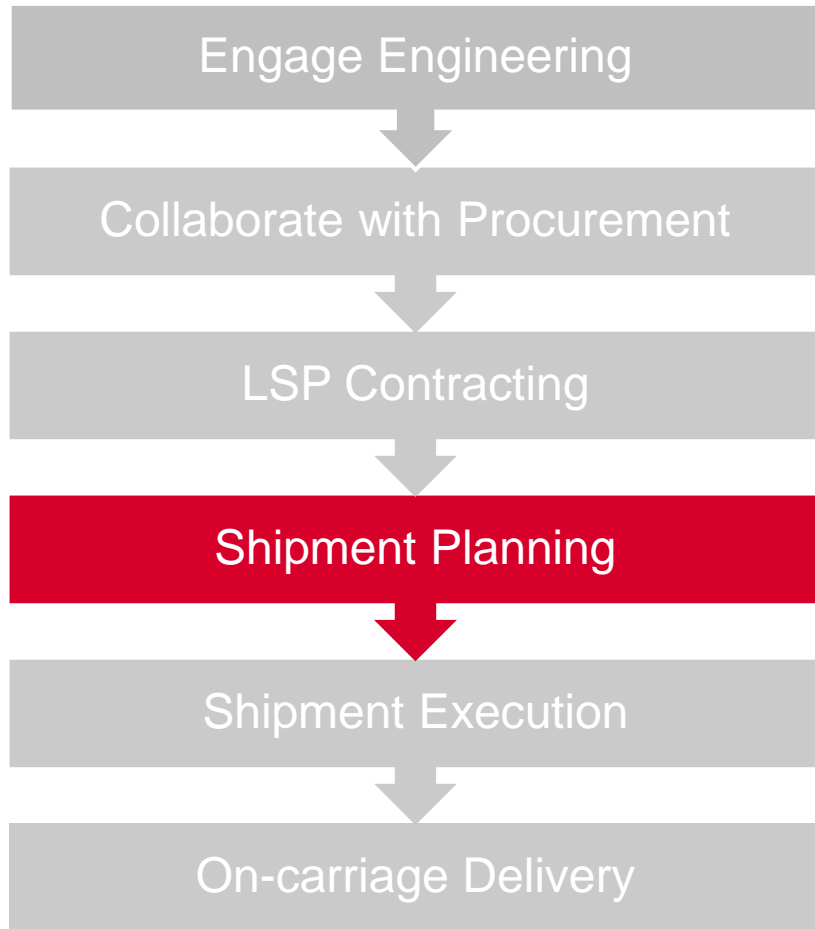 Engage Engineering
Collaborate with Procurement
LSP Contracting
Shipment Planning
Shipment Execution
On-carriage Delivery